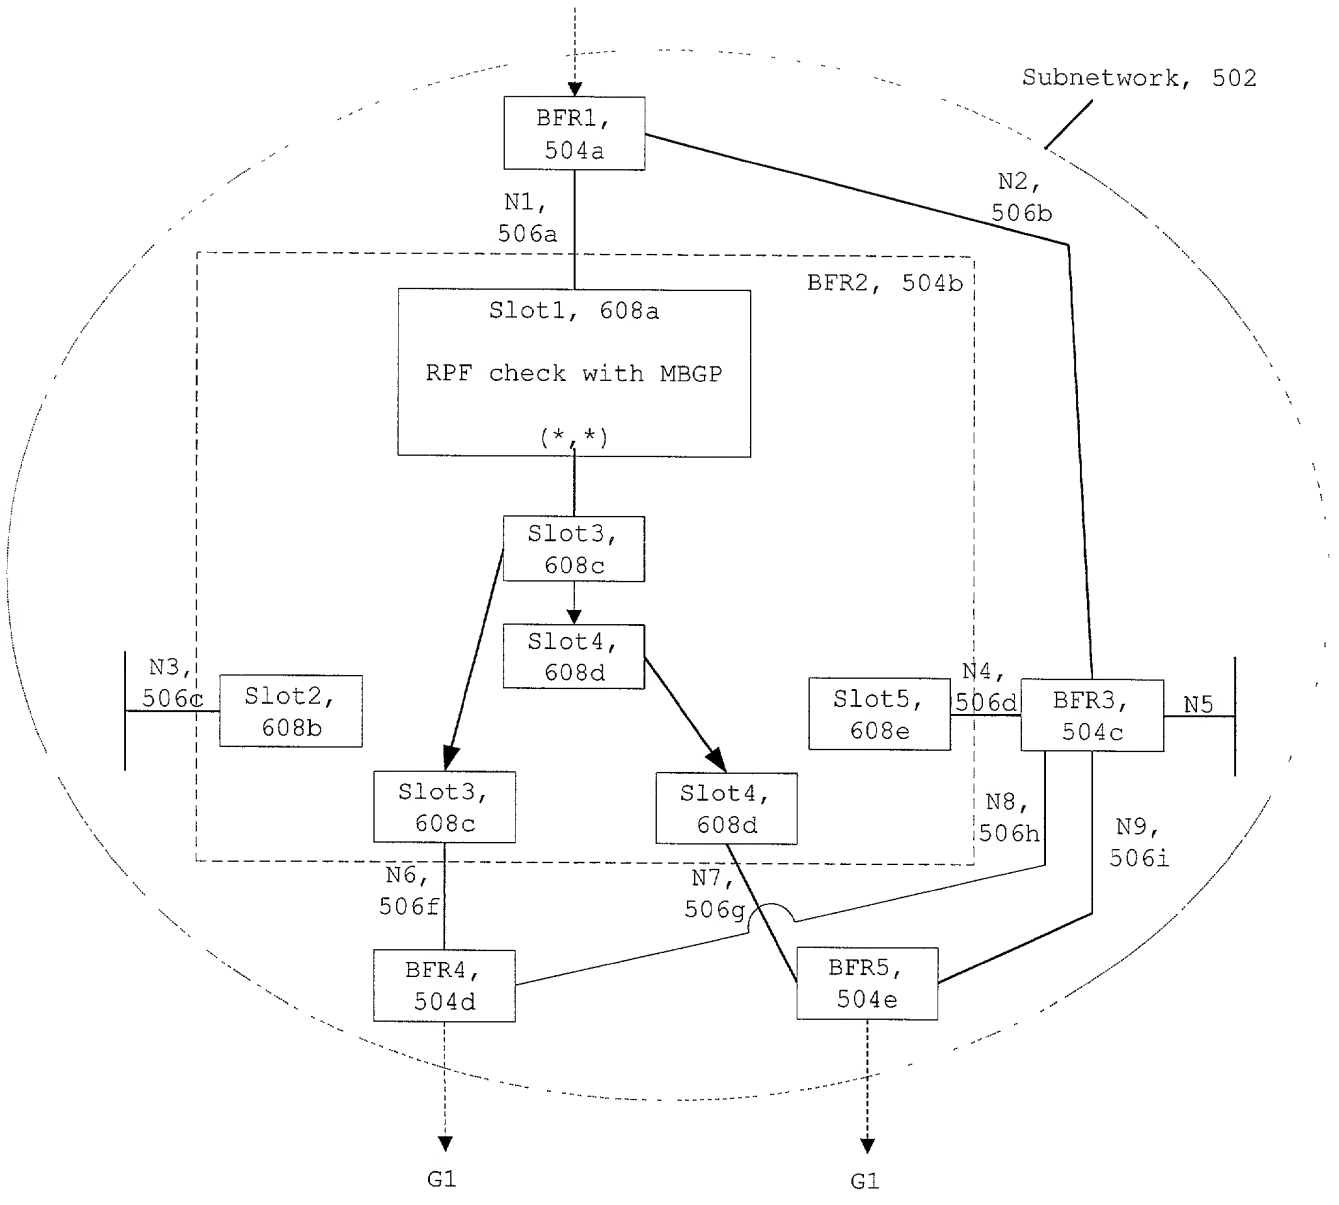 Subnetwork, 502
BFR1,
504a
N1,
506a
N2,
506b
BFR2, 504b
Slot1, 608a
RPF check with MBGP
(*,*)
Slot3,
608c
Slot4,
608d
N3,
506c
Slot2,
608b
Slot5,
608e
N4,
506d
BFR3,
504c
N5
Slot3,
608c
Slot4,
608d
N8,
506h
N9,
506i
N6,
506f
N7,
506g
BFR4,
504d
BFR5,
504e
G1
G1